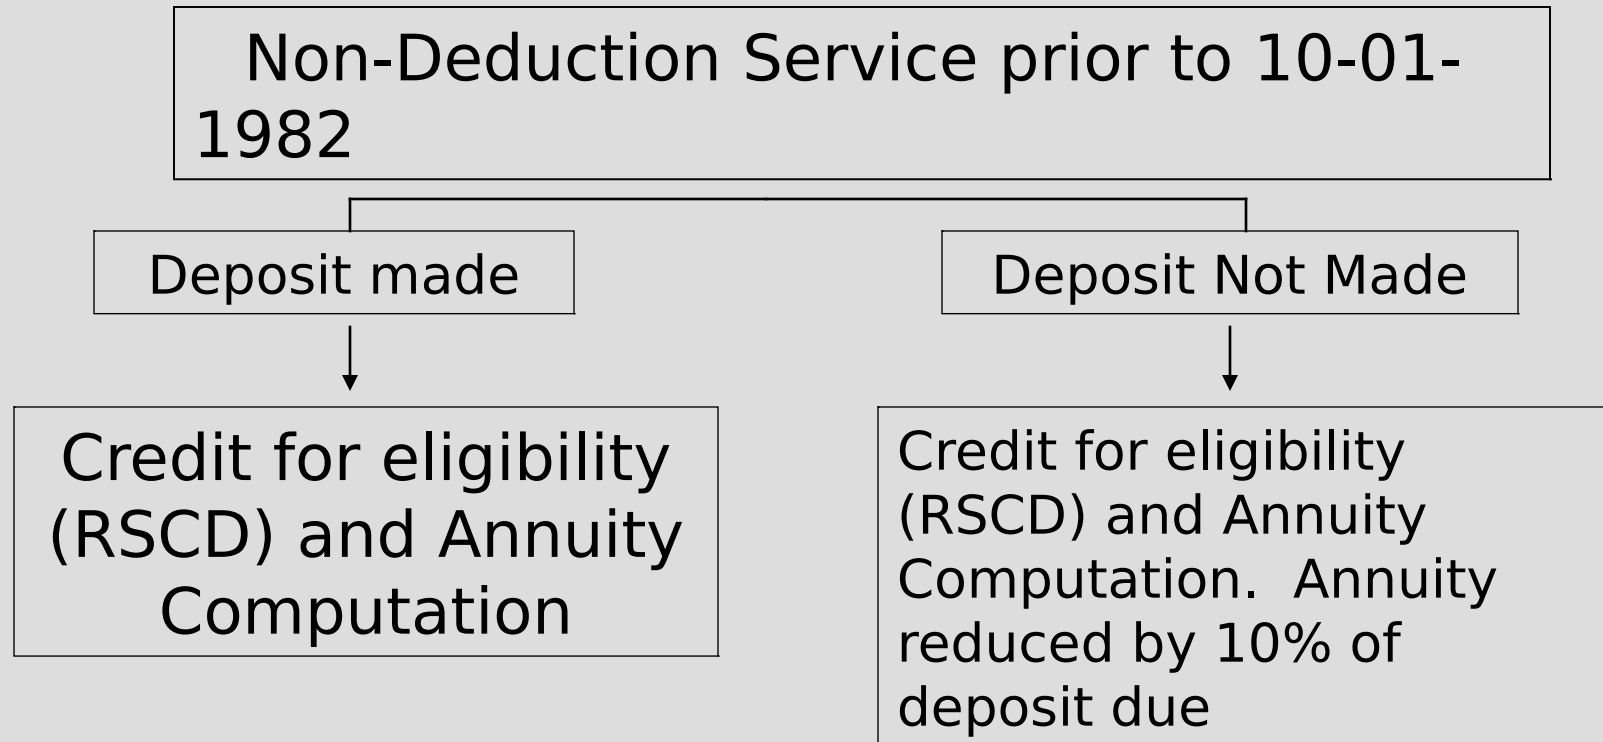 Non-Deduction Service prior to 10-01-
1982
Deposit made
Deposit Not Made
Credit for eligibility
(RSCD) and Annuity
Computation
Credit for eligibility
(RSCD) and Annuity
Computation.  Annuity
reduced by 10% of
deposit due